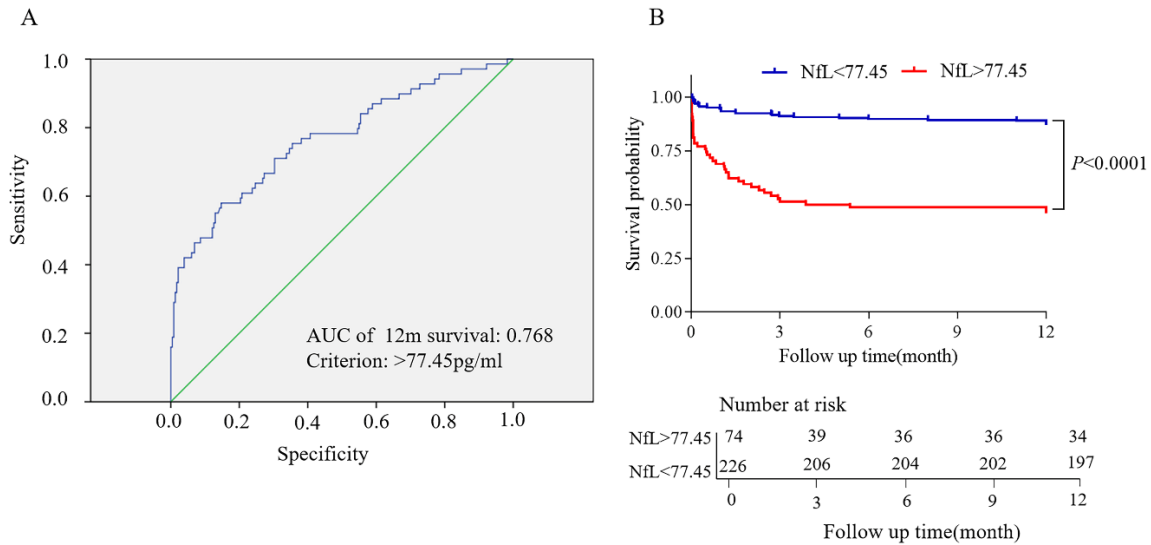 A
1.0
0.8
0.6
0.4
0.2
0.0
Sensitivity
AUC of 12m survival: 0.768
Criterion: >77.45pg/ml
0.0 0.2 0.4 0.6 0.8 1.0
Specificity
B
NfL<77.45 NfL>77.45
1.00
0.75
0.50
0.25
0.00
Survival probability
P<0.0001
0 3 6 9 12
Follow up time(month)
Number at risk
NfL>77.45 74 39 36 36 34
NfL<77.45 226 206 204 202 197
0 3 6 9 12
Follow up time(month)